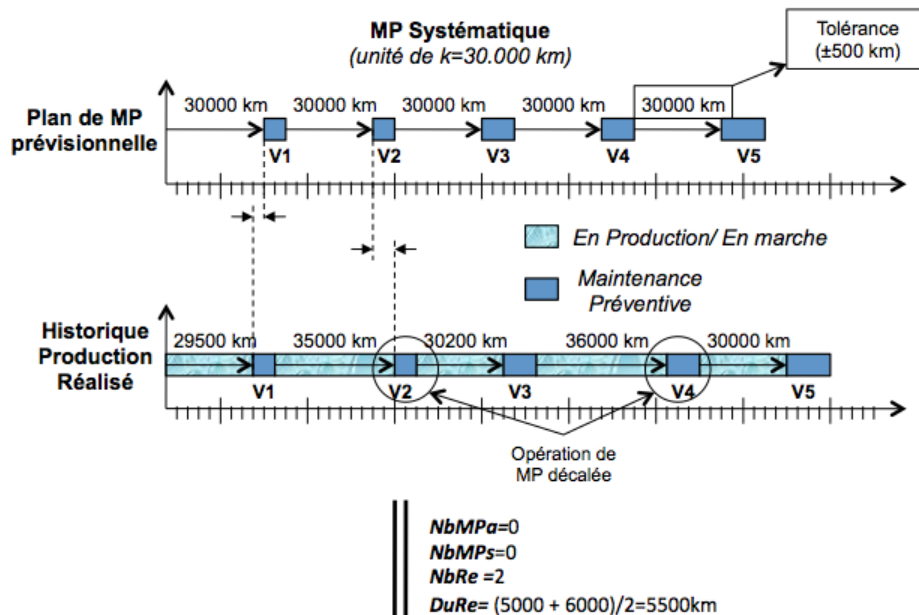 MP Systématique
(unité de k=30.000 km)
Tolérance
(±500 km)
Plan de MP
prévisionnelle
30000 km
30000 km
30000 km
30000 km
30000 km
V1
V2
V3
V4
V5
En Production/ En marche
Maintenance
Préventive
Historique
Production
Réalisé
29500 km
35000 km
30200 km
36000 km
30000 km
V1
V2
V3
V4
V5
Opération de
MP décalée
NbMPa=0
NbMPs=0
NbRe =2
DuRe= (5000 + 6000)/2=5500km